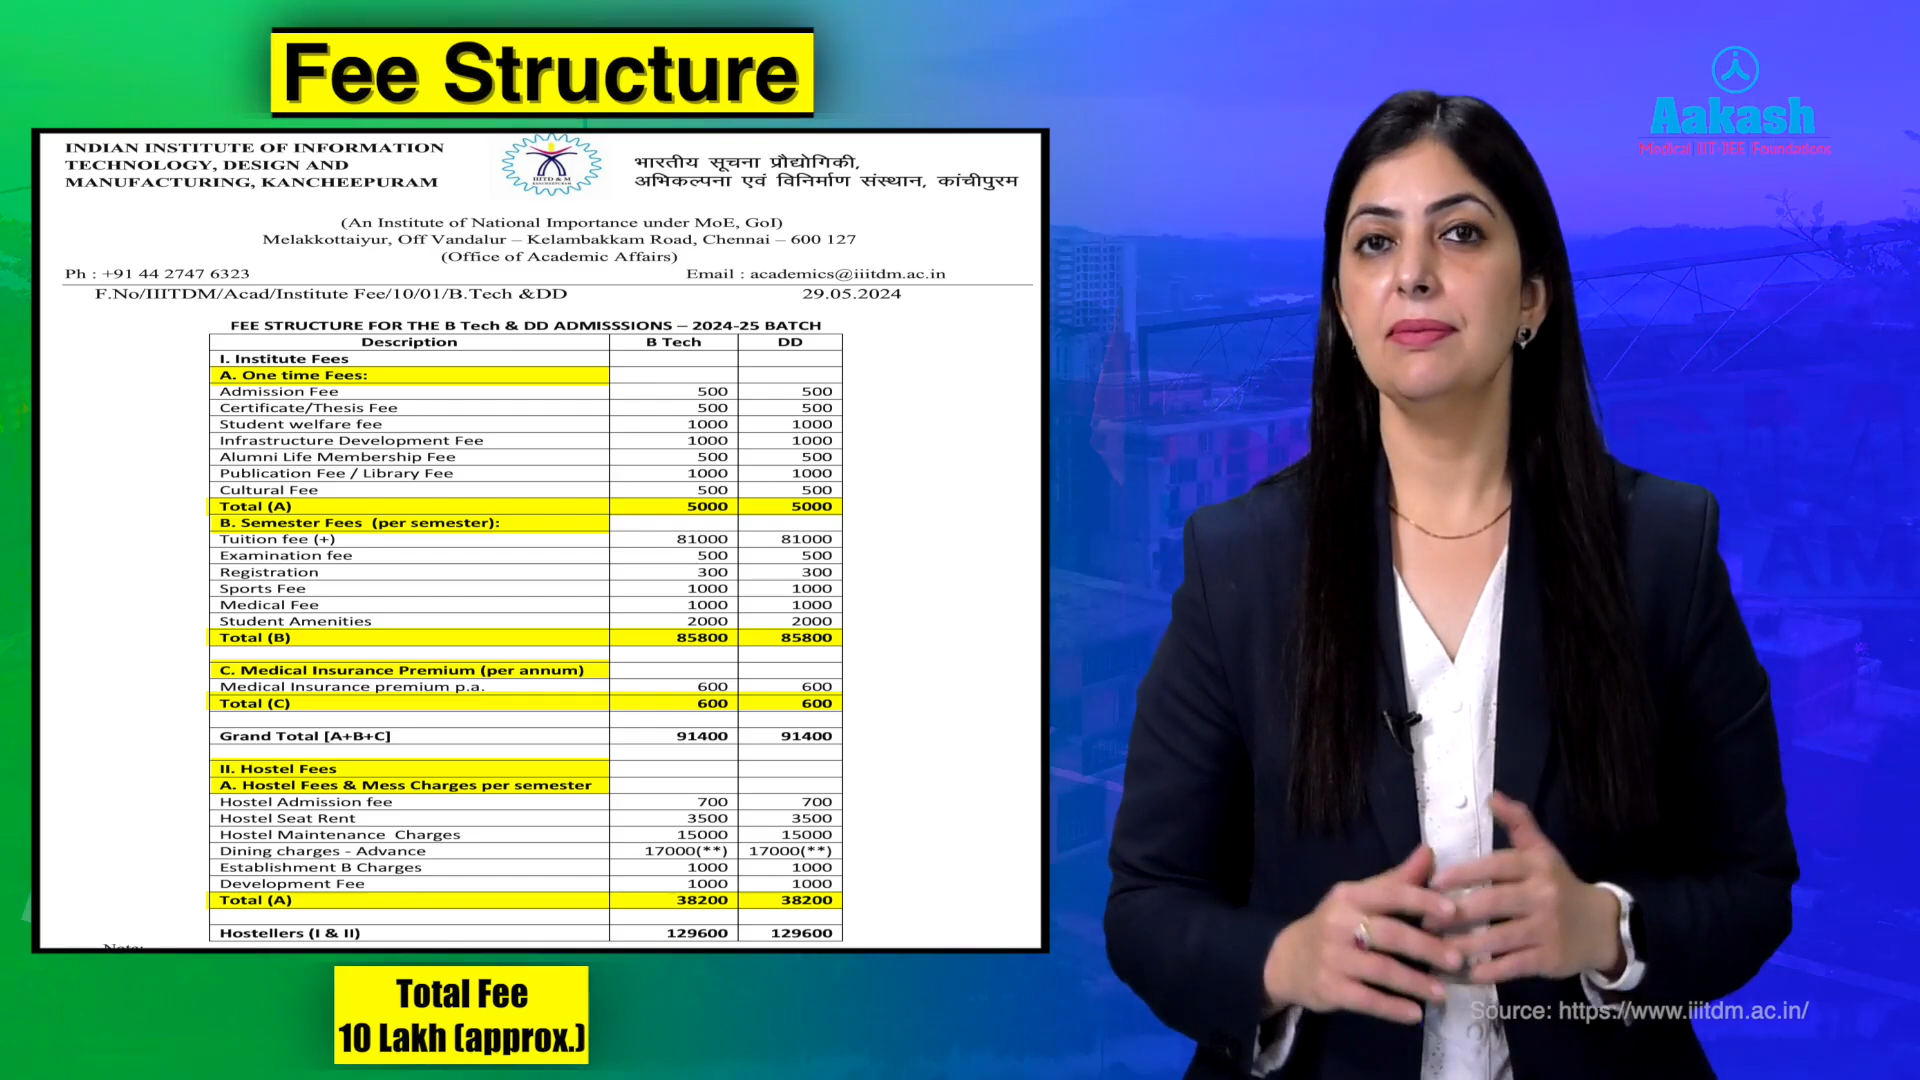 Fee Structure
INDIAN INSTITUTE OF INFORMATION
TECHNOLOGY, DESIGN AND
MANUFACTURING, KANCHEEPURAM
IIITD & M
KANCHEEPURAM
भारतीय सूचना प्रौद्योगिकी,
अभिकल्पना एवं विनिर्माण संस्थान, कांचीपुरम
(An Institute of National Importance under MoE, GoI)
Melakkottaiyur, Off Vandalur – Kelambakkam Road, Chennai – 600 127
(Office of Academic Affairs)
Ph : +91 44 2747 6323 Email : academics@iiitdm.ac.in
F.No/IIITDM/Acad/Institute Fee/10/01/B.Tech &DD 29.05.2024
FEE STRUCTURE FOR THE B Tech & DD ADMISSSIONS – 2024-25 BATCH
Description B Tech DD
I. Institute Fees
A. One time Fees:
Admission Fee 500 500
Certificate/Thesis Fee 500 500
Student welfare fee 1000 1000
Infrastructure Development Fee 1000 1000
Alumni Life Membership Fee 500 500
Publication Fee / Library Fee 1000 1000
Cultural Fee 500 500
Total (A) 5000 5000
B. Semester Fees (per semester):
Tuition fee (+) 81000 81000
Examination fee 500 500
Registration 300 300
Sports Fee 1000 1000
Medical Fee 1000 1000
Student Amenities 2000 2000
Total (B) 85800 85800
C. Medical Insurance Premium (per annum)
Medical Insurance premium p.a. 600 600
Total (C) 600 600
Grand Total [A+B+C] 91400 91400
II. Hostel Fees
A. Hostel Fees & Mess Charges per semester
Hostel Admission fee 700 700
Hostel Seat Rent 3500 3500
Hostel Maintenance Charges 15000 15000
Dining charges - Advance 17000(**) 17000(**)
Establishment B Charges 1000 1000
Development Fee 1000 1000
Total (A) 38200 38200
Hostellers (I & II) 129600 129600
Total Fee
10 Lakh (approx.)
Aakash
Medical IIT-JEE Foundations
Source: https://www.iiitdm.ac.in/